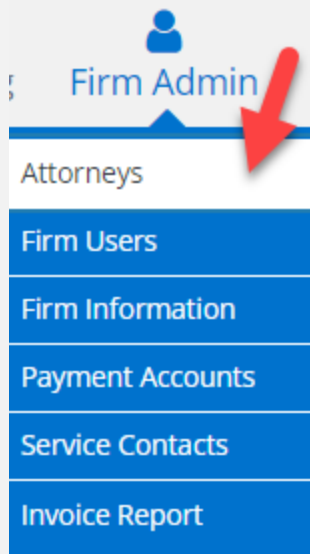 Firm Admin
Attorneys
Firm Users
Firm Information
Payment Accounts
Service Contacts
Invoice Report